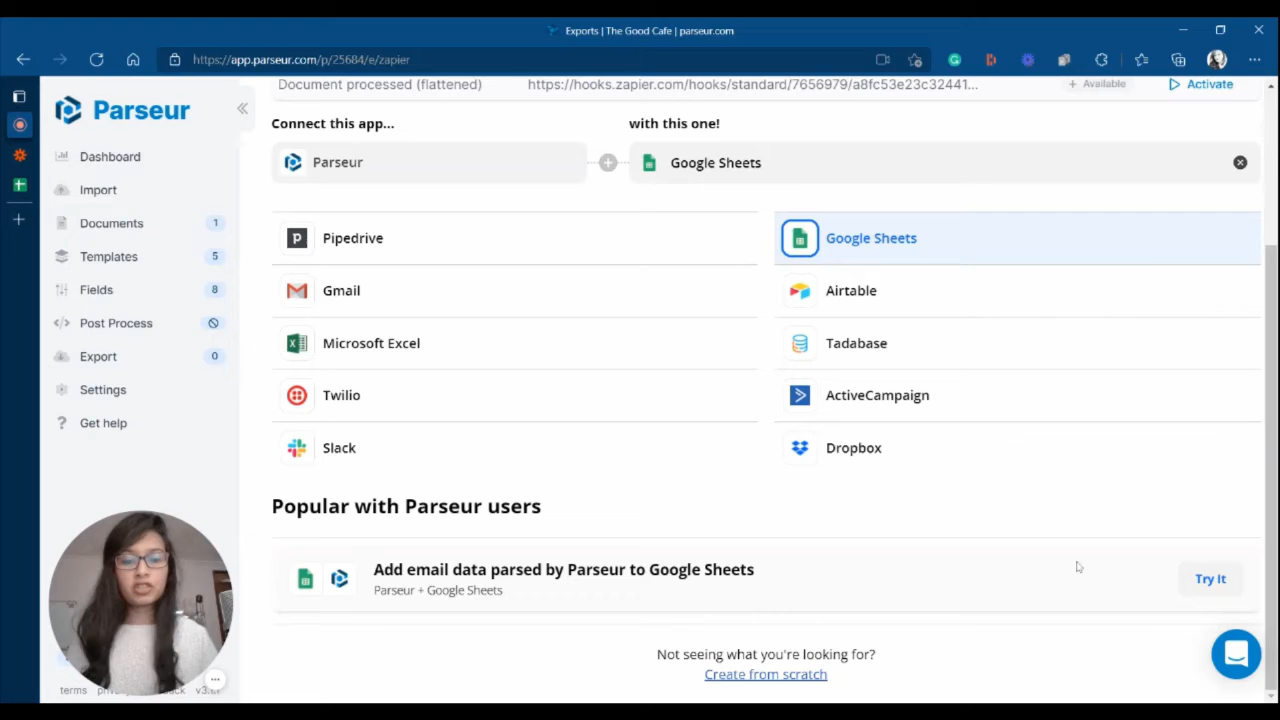 Exports | The Good Cafe | parseur.com
https://app.parseur.com/p/25684/e/zapier
Parseur
Document processed (flattened) https://hooks.zapier.com/hooks/standard/7656979/a8fc53e23c32441... + Available Activate
Dashboard
Import
Documents 1
Templates 5
Fields 8
Post Process
Export 0
Settings
Get help
Connect this app... with this one!
Parseur Google Sheets
Pipedrive Google Sheets
Gmail Airtable
Microsoft Excel Tadabase
Twilio ActiveCampaign
Slack Dropbox
Popular with Parseur users
Add email data parsed by Parseur to Google Sheets
Parseur + Google Sheets
Try It
Not seeing what you're looking for?
Create from scratch
terms